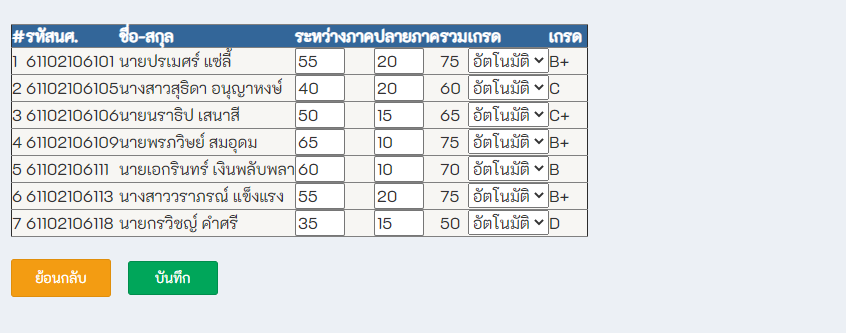 # รหัสนศ. ชื่อ-สกุล ระหว่างภาค ปลายภาค รวม เกรด เกรด
1 61102106101 นายปรเมศร์ แซ่ลี้ 55 20 75 อัตโนมัติ B+
2 61102106105 นางสาวสุธิดา อนุญาหงษ์ 40 20 60 อัตโนมัติ C
3 61102106106 นายนราธิป เสนาสี 50 15 65 อัตโนมัติ C+
4 61102106109 นายพรภวิษย์ สมอุดม 65 10 75 อัตโนมัติ B+
5 61102106111 นายเอกรินทร์ เงินพลับพลา 60 10 70 อัตโนมัติ B
6 61102106113 นางสาววราภรณ์ แข็งแรง 55 20 75 อัตโนมัติ B+
7 61102106118 นายกรวิชญ์ คำศรี 35 15 50 อัตโนมัติ D
ย้อนกลับ บันทึก